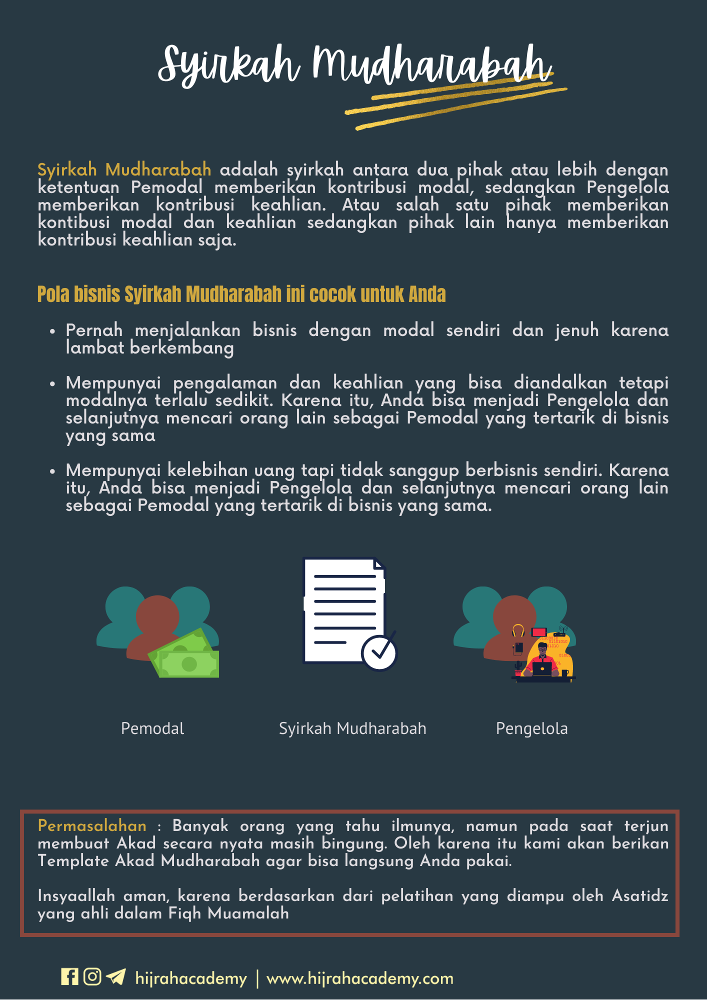 Syirkah Mudharabah
Syirkah Mudharabah adalah syirkah antara dua pihak atau lebih dengan
ketentuan Pemodal memberikan kontribusi modal, sedangkan Pengelola
memberikan kontribusi keahlian. Atau salah satu pihak memberikan
kontibusi modal dan keahlian sedangkan pihak lain hanya memberikan
kontribusi keahlian saja.
Pola bisnis Syirkah Mudharabah ini cocok untuk Anda
• Pernah menjalankan bisnis dengan modal sendiri dan jenuh karena
lambat berkembang
• Mempunyai pengalaman dan keahlian yang bisa diandalkan tetapi
modalnya terlalu sedikit. Karena itu, Anda bisa menjadi Pengelola dan
selanjutnya mencari orang lain sebagai Pemodal yang tertarik di bisnis
yang sama
• Mempunyai kelebihan uang tapi tidak sanggup berbisnis sendiri. Karena
itu, Anda bisa menjadi Pengelola dan selanjutnya mencari orang lain
sebagai Pemodal yang tertarik di bisnis yang sama.
01100010
01101010
01010
Pemodal
Syirkah Mudharabah
Pengelola
Permasalahan : Banyak orang yang tahu ilmunya, namun pada saat terjun
membuat Akad secara nyata masih bingung. Oleh karena itu kami akan berikan
Template Akad Mudharabah agar bisa langsung Anda pakai.
Insyaallah aman, karena berdasarkan dari pelatihan yang diampu oleh Asatidz
yang ahli dalam Fiqh Muamalah
hijrahacademy | www.hijrahacademy.com